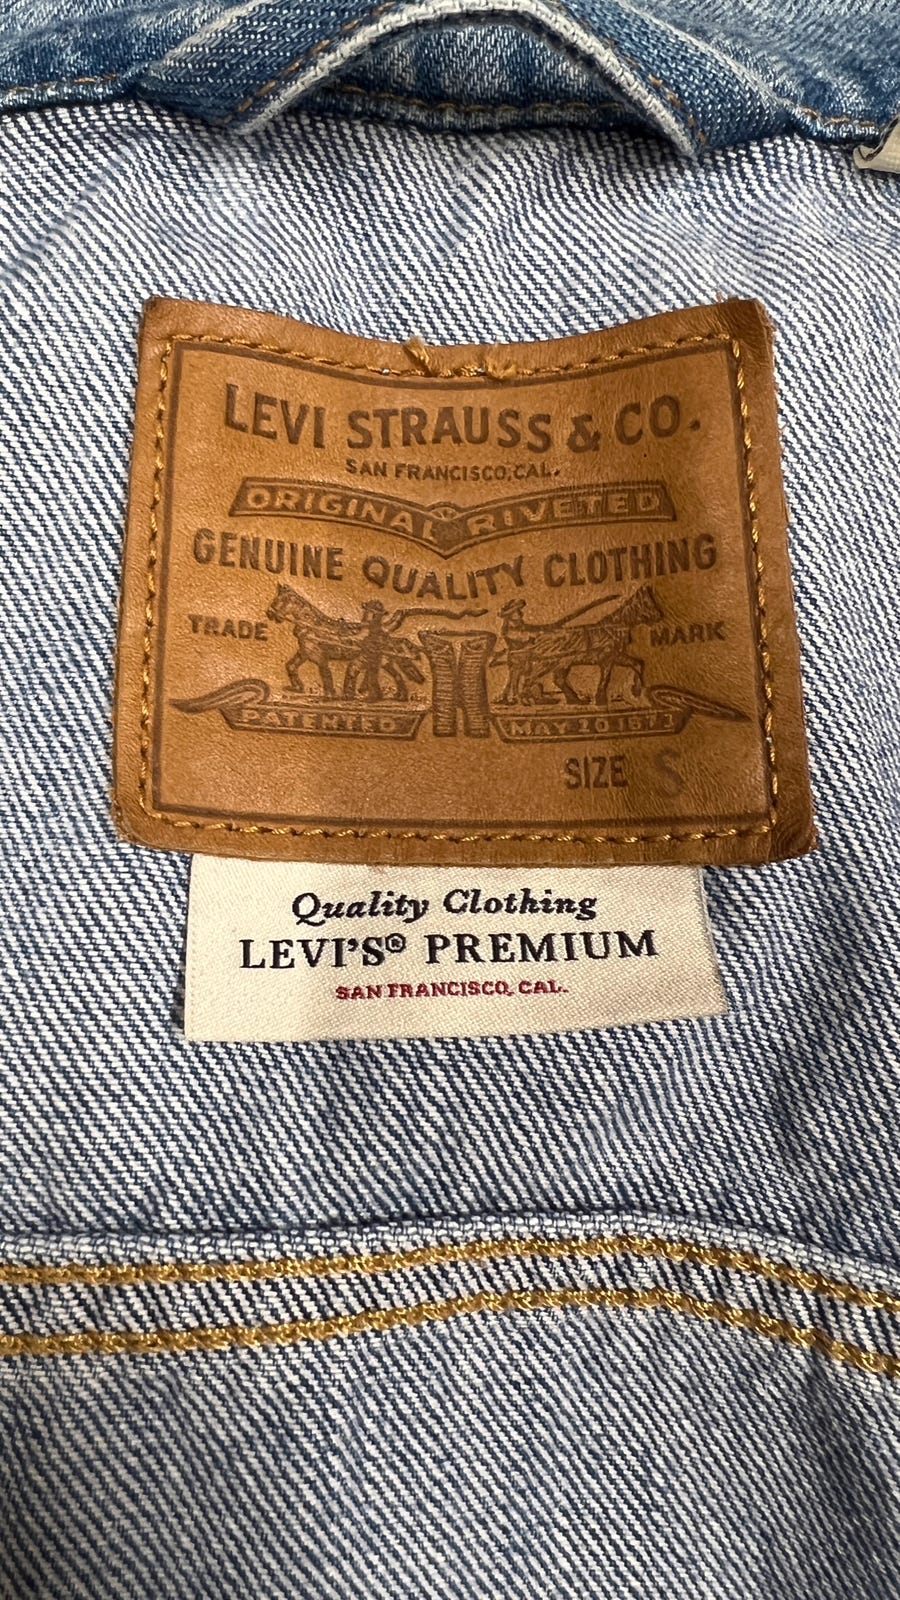 LEVI STRAUSS & CO.
SAN FRANCISCO, CAL.
ORIGINAL RIVETED
GENUINE QUALITY CLOTHING
TRADE MARK
PATENTED MAY 20 1873
SIZE S
Quality Clothing
LEVI'S® PREMIUM
SAN FRANCISCO, CAL.